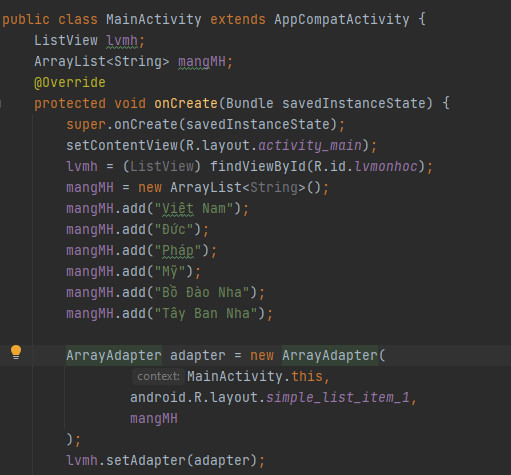 public class MainActivity extends AppCompatActivity {
    ListView lvmh;
    ArrayList<String> mangMH;
    @Override
    protected void onCreate(Bundle savedInstanceState) {
        super.onCreate(savedInstanceState);
        setContentView(R.layout.activity_main);
        lvmh = (ListView) findViewById(R.id.lvmonhoc);
        mangMH = new ArrayList<String>();
        mangMH.add("Việt Nam");
        mangMH.add("Đức");
        mangMH.add("Pháp");
        mangMH.add("Mỹ");
        mangMH.add("Bồ Đào Nha");
        mangMH.add("Tây Ban Nha");
        ArrayAdapter adapter = new ArrayAdapter(
                context: MainActivity.this,
                android.R.layout.simple_list_item_1,
                mangMH
        );
        lvmh.setAdapter(adapter);